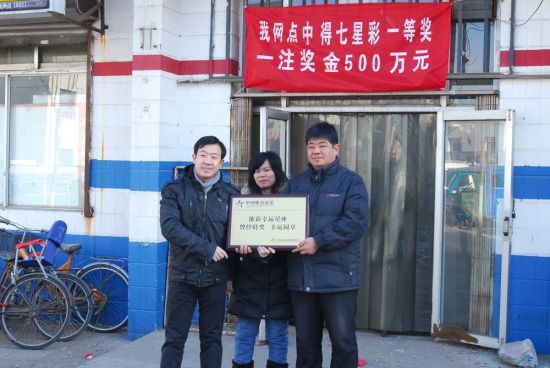 我网点中得七星彩一等奖
一注奖金500万元
中国体育彩票
体彩幸运星座
曾经特奖 幸运同享